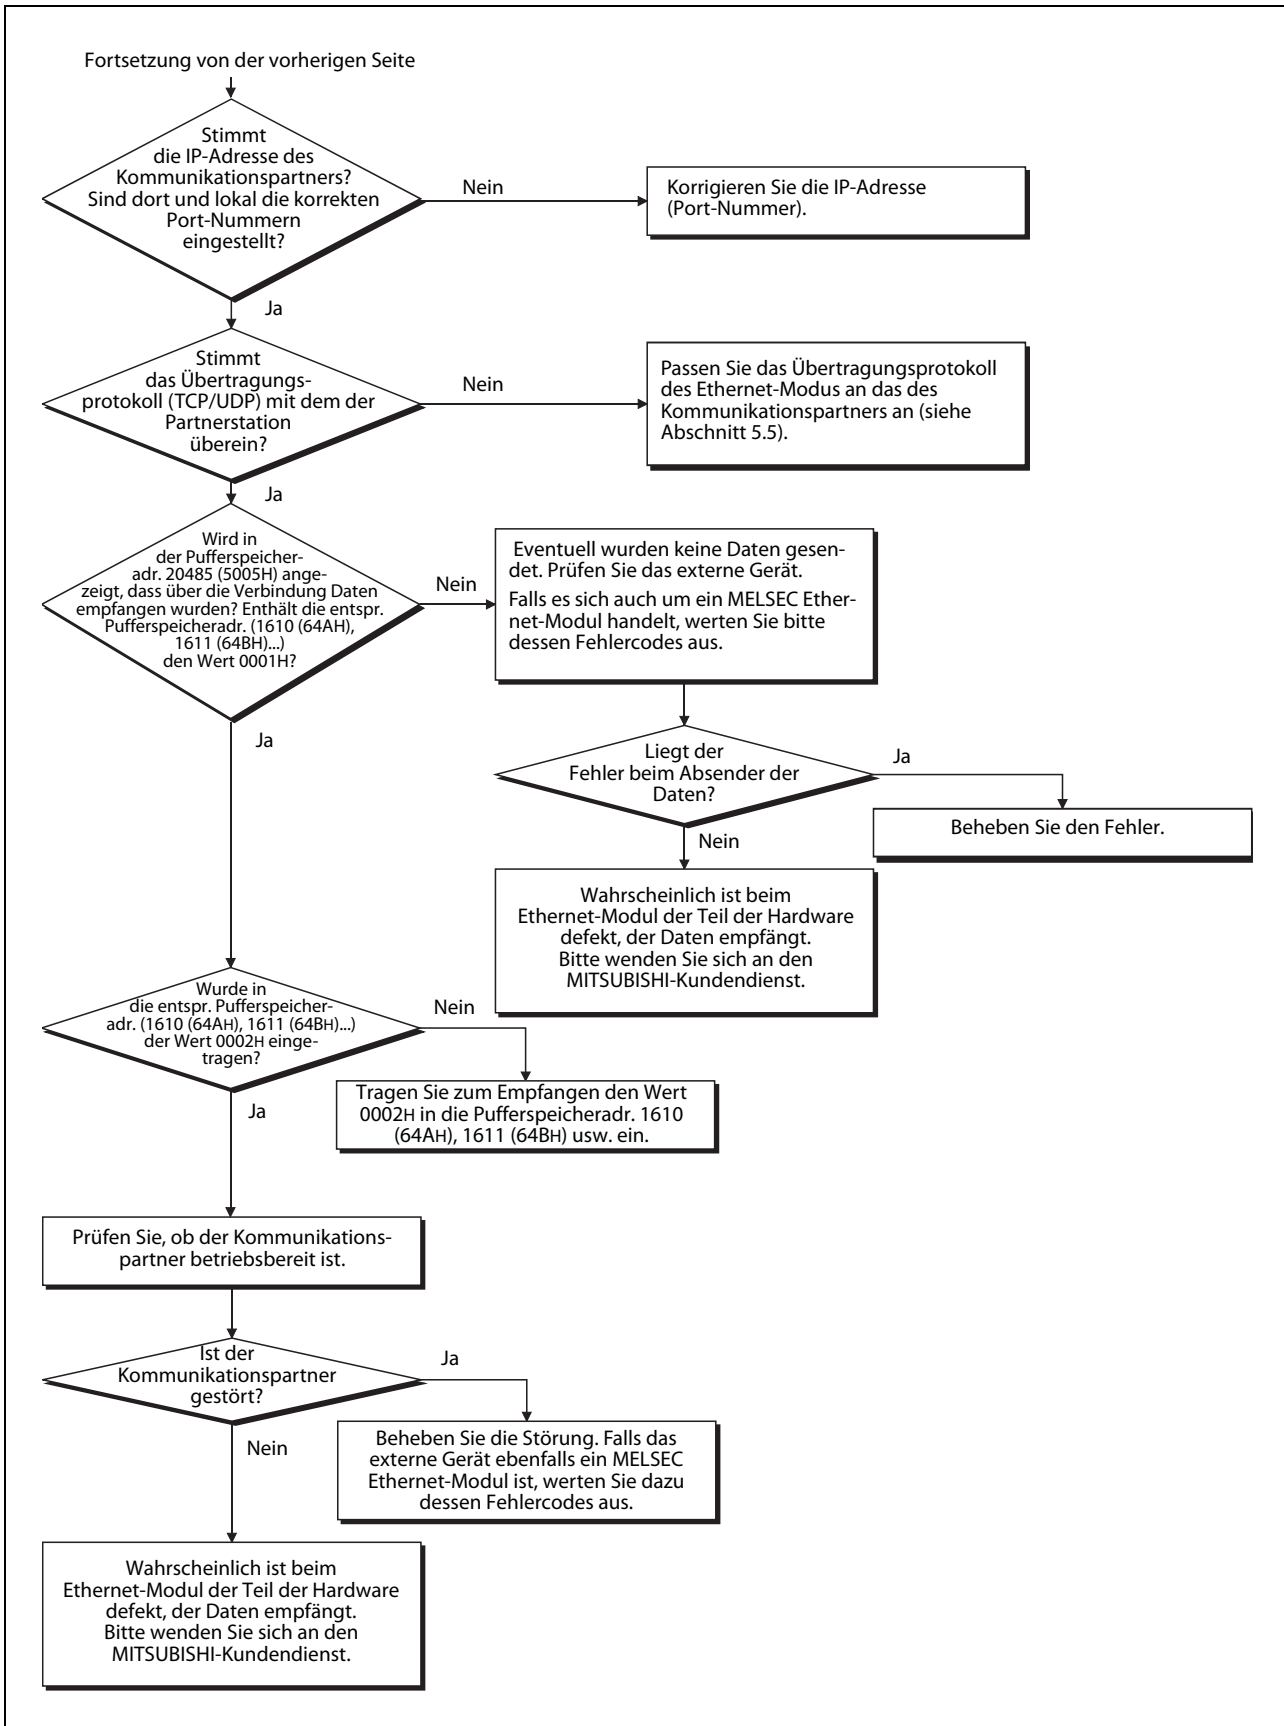 Fortsetzung von der vorherigen Seite
Stimmt
die IP-Adresse des
Kommunikationspartners?
Sind dort und lokal die korrekten
Port-Nummern
eingestellt?
Nein
Korrigieren Sie die IP-Adresse
(Port-Nummer).
Ja
Stimmt
das Übertragungs-
protokoll (TCP/UDP) mit dem der
Partnerstation
überein?
Nein
Passen Sie das Übertragungsprotokoll
des Ethernet-Modus an das des
Kommunikationspartners an (siehe
Abschnitt 5.5).
Ja
Wird in
der Pufferspeicher-
adr. 20485 (5005H) ange-
zeigt, dass über die Verbindung Daten
empfangen wurden? Enthält die entspr.
Pufferspeicheradr. (1610 (64AH),
1611 (64BH)...)
den Wert 0001H?
Nein
Eventuell wurden keine Daten gesen-
det. Prüfen Sie das externe Gerät.
Falls es sich auch um ein MELSEC Ether-
net-Modul handelt, werten Sie bitte
dessen Fehlercodes aus.
Ja
Liegt der
Fehler beim Absender der
Daten?
Ja
Beheben Sie den Fehler.
Nein
Wahrscheinlich ist beim
Ethernet-Modul der Teil der Hardware
defekt, der Daten empfängt.
Bitte wenden Sie sich an den
MITSUBISHI-Kundendienst.
Wurde in
die entspr. Pufferspeicher-
adr. (1610 (64AH), 1611 (64BH)...)
der Wert 0002H einge-
tragen?
Nein
Tragen Sie zum Empfangen den Wert
0002H in die Pufferspeicheradr. 1610
(64AH), 1611 (64BH) usw. ein.
Ja
Prüfen Sie, ob der Kommunikations-
partner betriebsbereit ist.
Ist der
Kommunikationspartner
gestört?
Ja
Beheben Sie die Störung. Falls das
externe Gerät ebenfalls ein MELSEC
Ethernet-Modul ist, werten Sie dazu
dessen Fehlercodes aus.
Nein
Wahrscheinlich ist beim
Ethernet-Modul der Teil der Hardware
defekt, der Daten empfängt.
Bitte wenden Sie sich an den
MITSUBISHI-Kundendienst.